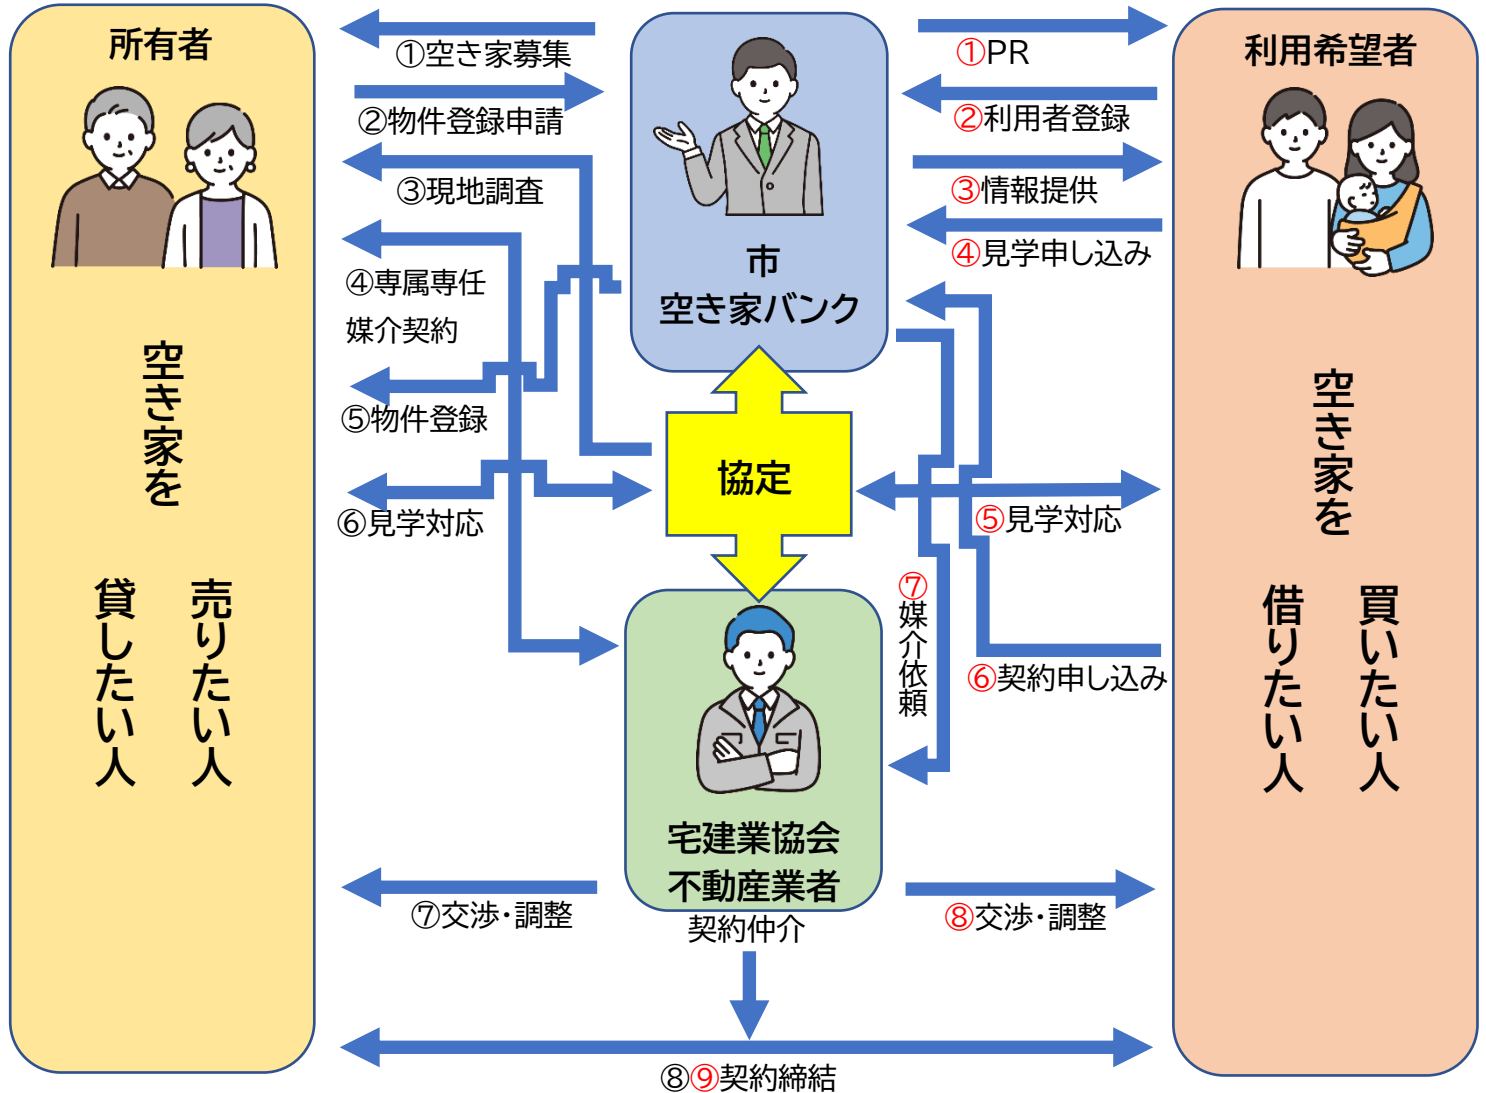 所有者
空き家を
売りたい人
貸したい人
①空き家募集
②物件登録申請
③現地調査
④専属専任
媒介契約
⑤物件登録
⑥見学対応
⑦交渉・調整
市
空き家バンク
協定
宅建業協会
不動産業者
契約仲介
⑧⑨契約締結
①PR
②利用者登録
③情報提供
④見学申し込み
⑤見学対応
⑥契約申し込み
⑦媒介依頼
⑧交渉・調整
利用希望者
空き家を
買いたい人
借りたい人